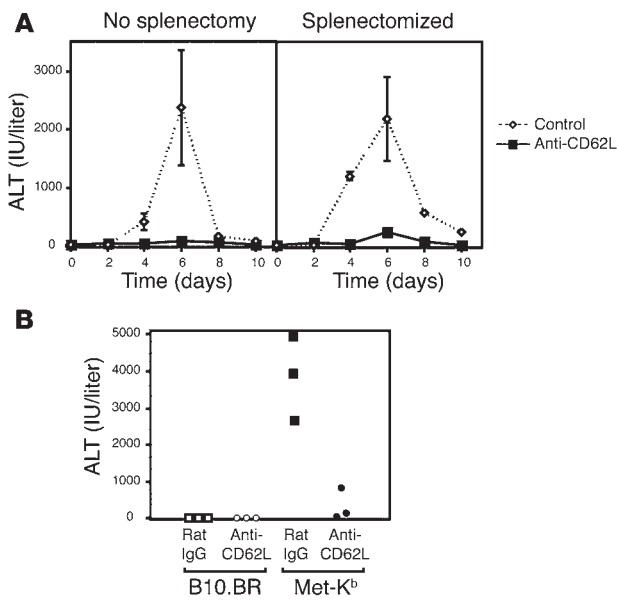 A
No splenectomy
Splenectomized
ALT (IU/liter)
3000
2000
1000
0
0 2 4 6 8 10
0 2 4 6 8 10
Time (days)
Time (days)
Control
Anti-CD62L
B
ALT (IU/liter)
5000
4000
3000
2000
1000
0
Rat Anti- Rat Anti-
IgG CD62L IgG CD62L
B10.BR Met-Kᵇ